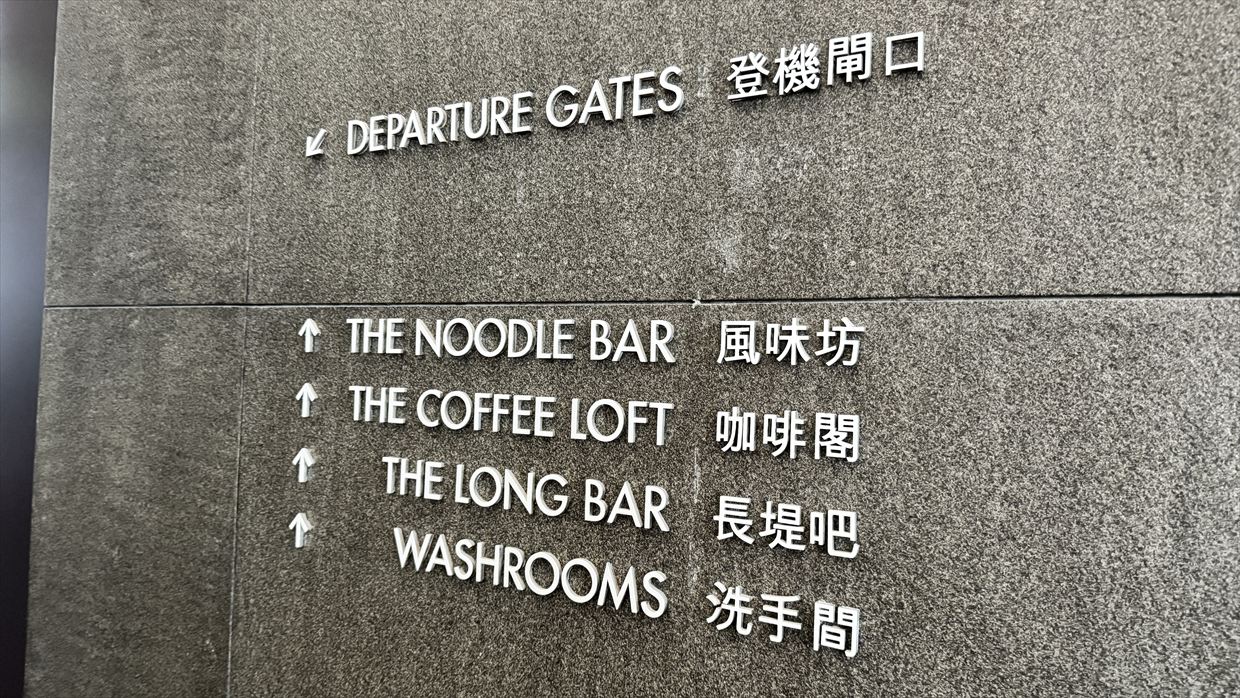 ↙ DEPARTURE GATES 登機閘口
↑ THE NOODLE BAR 風味坊
↑ THE COFFEE LOFT 咖啡閣
↑ THE LONG BAR 長堤吧
↑ WASHROOMS 洗手間